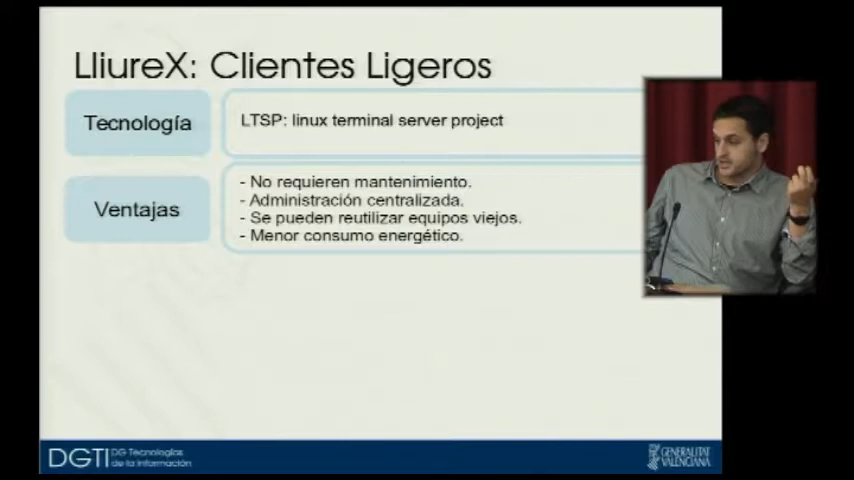 LliureX: Clientes Ligeros
Tecnología
LTSP: linux terminal server project
Ventajas
- No requieren mantenimiento.
- Administración centralizada.
- Se pueden reutilizar equipos viejos.
- Menor consumo energético.
DGTI
DG Tecnologías
de la información
GENERALITAT
VALENCIANA